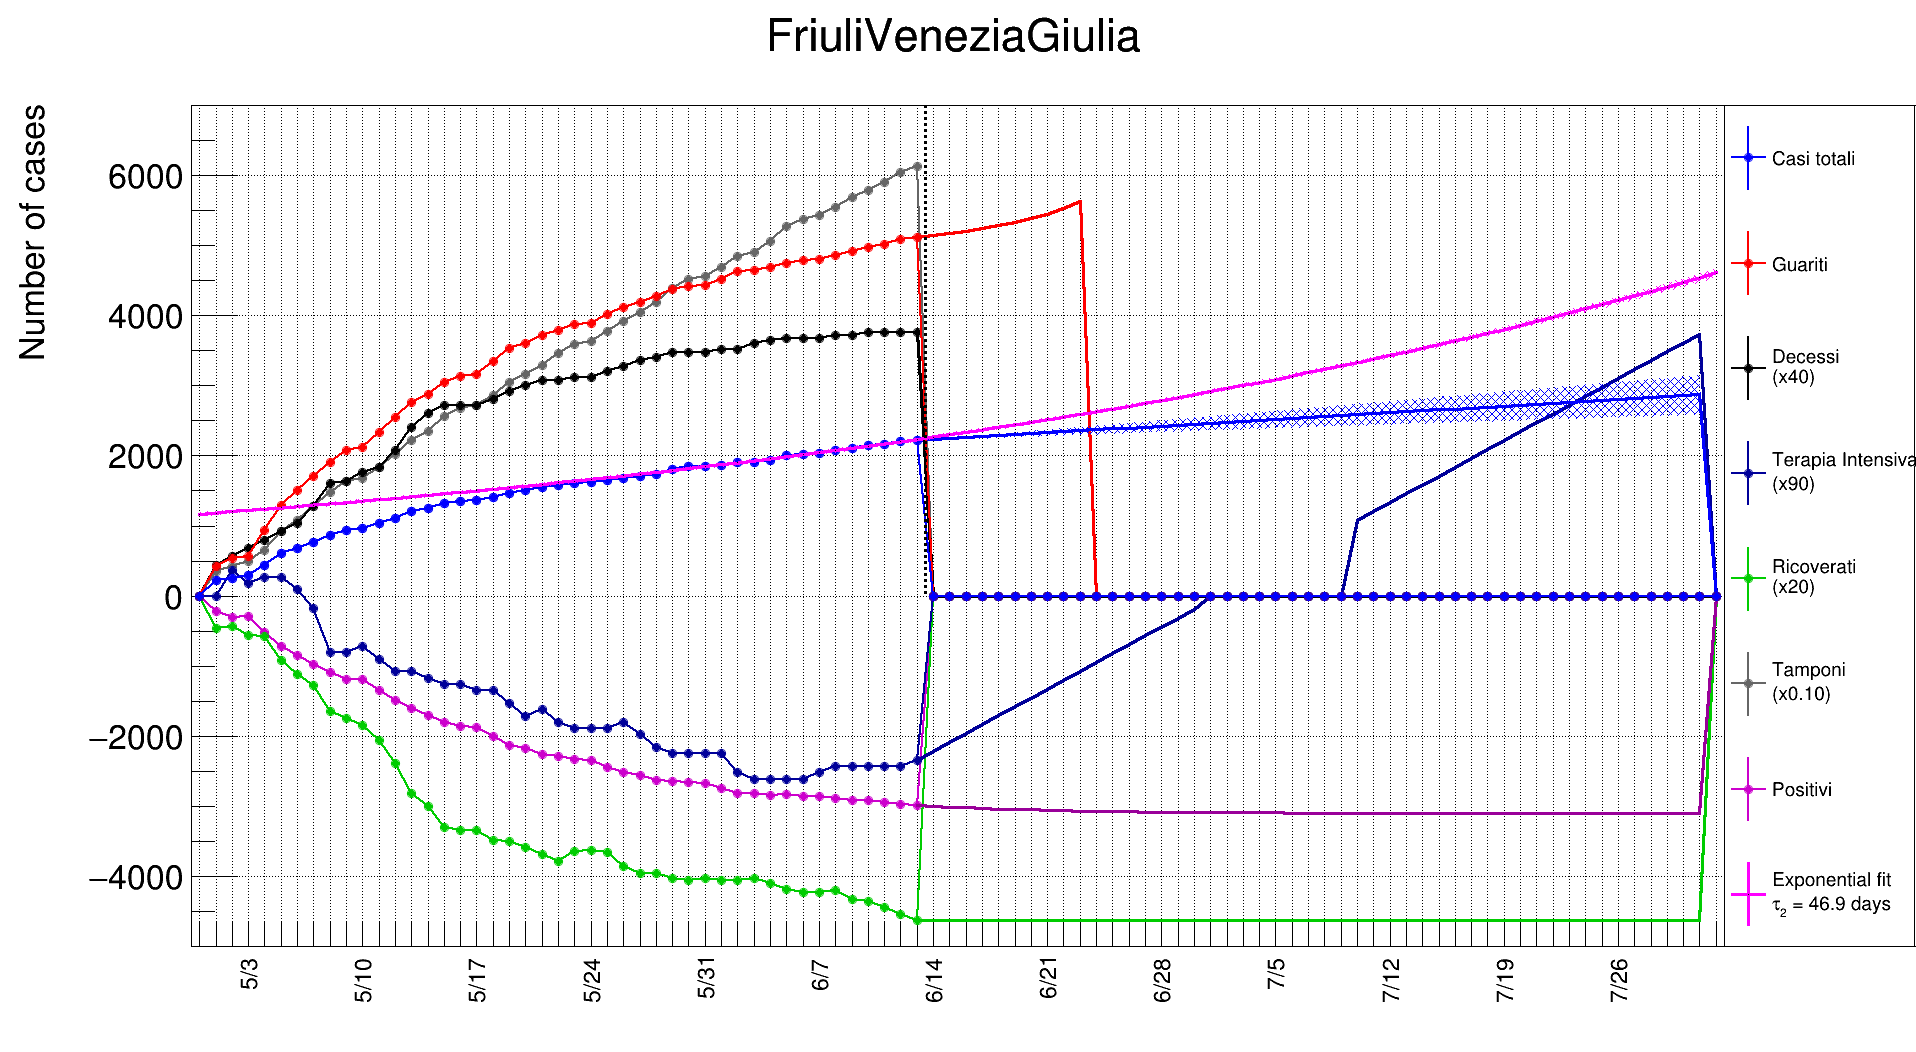 FriuliVeneziaGiulia
Number of cases
6000
4000
2000
0
−2000
−4000
5/3
5/10
5/17
5/24
5/31
6/7
6/14
6/21
6/28
7/5
7/12
7/19
7/26
Casi totali
Guariti
Decessi
(x40)
Terapia Intensiva
(x90)
Ricoverati
(x20)
Tamponi
(x0.10)
Positivi
Exponential fit
τ2 = 46.9 days